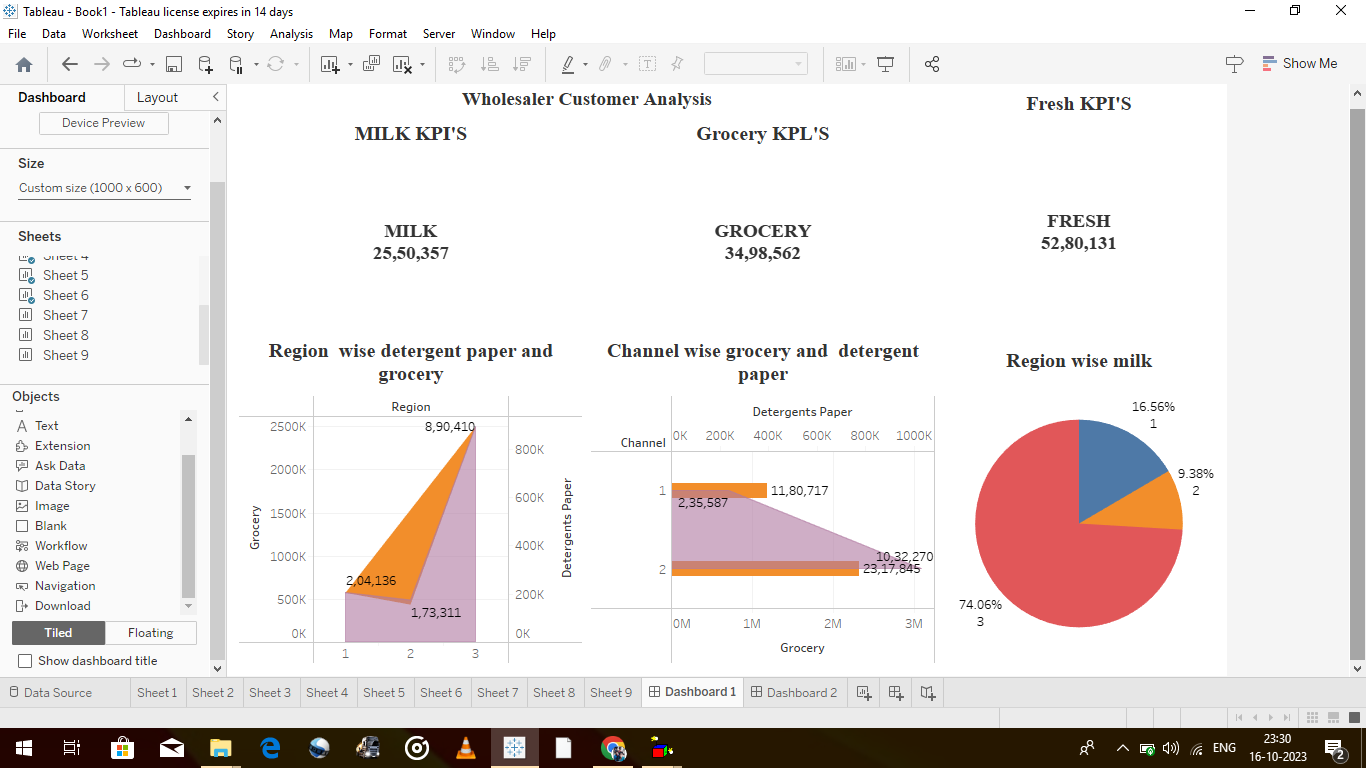 Tableau - Book1 - Tableau license expires in 14 days
File Data Worksheet Dashboard Story Analysis Map Format Server Window Help
Show Me
Dashboard
Layout
Device Preview
Size
Custom size (1000 x 600)
Sheets
Sheet 4
Sheet 5
Sheet 6
Sheet 7
Sheet 8
Sheet 9
Objects
Text
Extension
Ask Data
Data Story
Image
Blank
Workflow
Web Page
Navigation
Download
Tiled
Floating
Show dashboard title
Wholesaler Customer Analysis
MILK KPI'S
Grocery KPL'S
Fresh KPI'S
MILK
25,50,357
GROCERY
34,98,562
FRESH
52,80,131
Region wise detergent paper and
grocery
Region
2500K
2000K
1500K
1000K
500K
0K
Grocery
8,90,410
2,04,136
1,73,311
800K
600K
400K
200K
0K
Detergents Paper
1 2 3
Channel wise grocery and detergent
paper
Detergents Paper
Channel
0K 200K 400K 600K 800K 1000K
1
11,80,717
2,35,587
10,32,270
2
23,17,845
0M 1M 2M 3M
Grocery
Region wise milk
16.56%
1
9.38%
2
74.06%
3
Data Source Sheet 1 Sheet 2 Sheet 3 Sheet 4 Sheet 5 Sheet 6 Sheet 7 Sheet 8 Sheet 9 Dashboard 1 Dashboard 2
ENG
23:30
16-10-2023
2